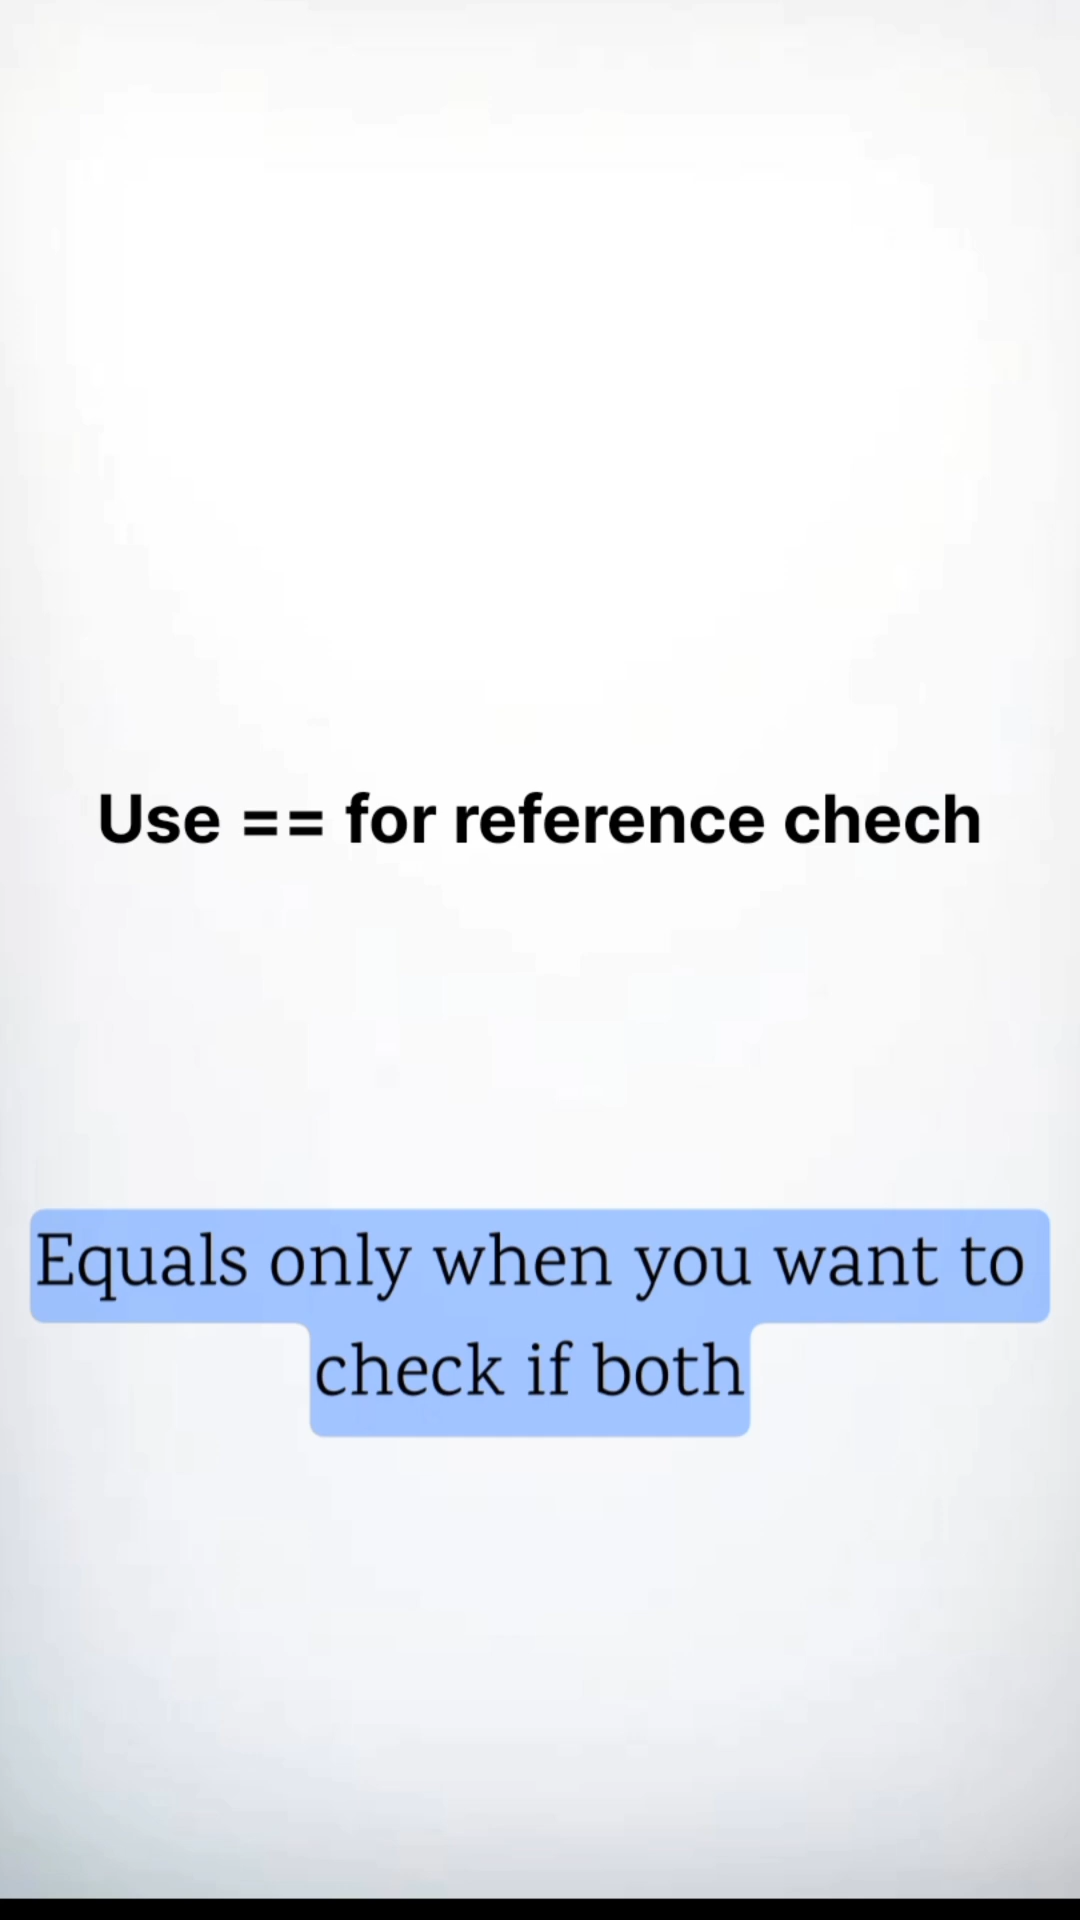 Use == for reference chech
Equals only when you want to
check if both